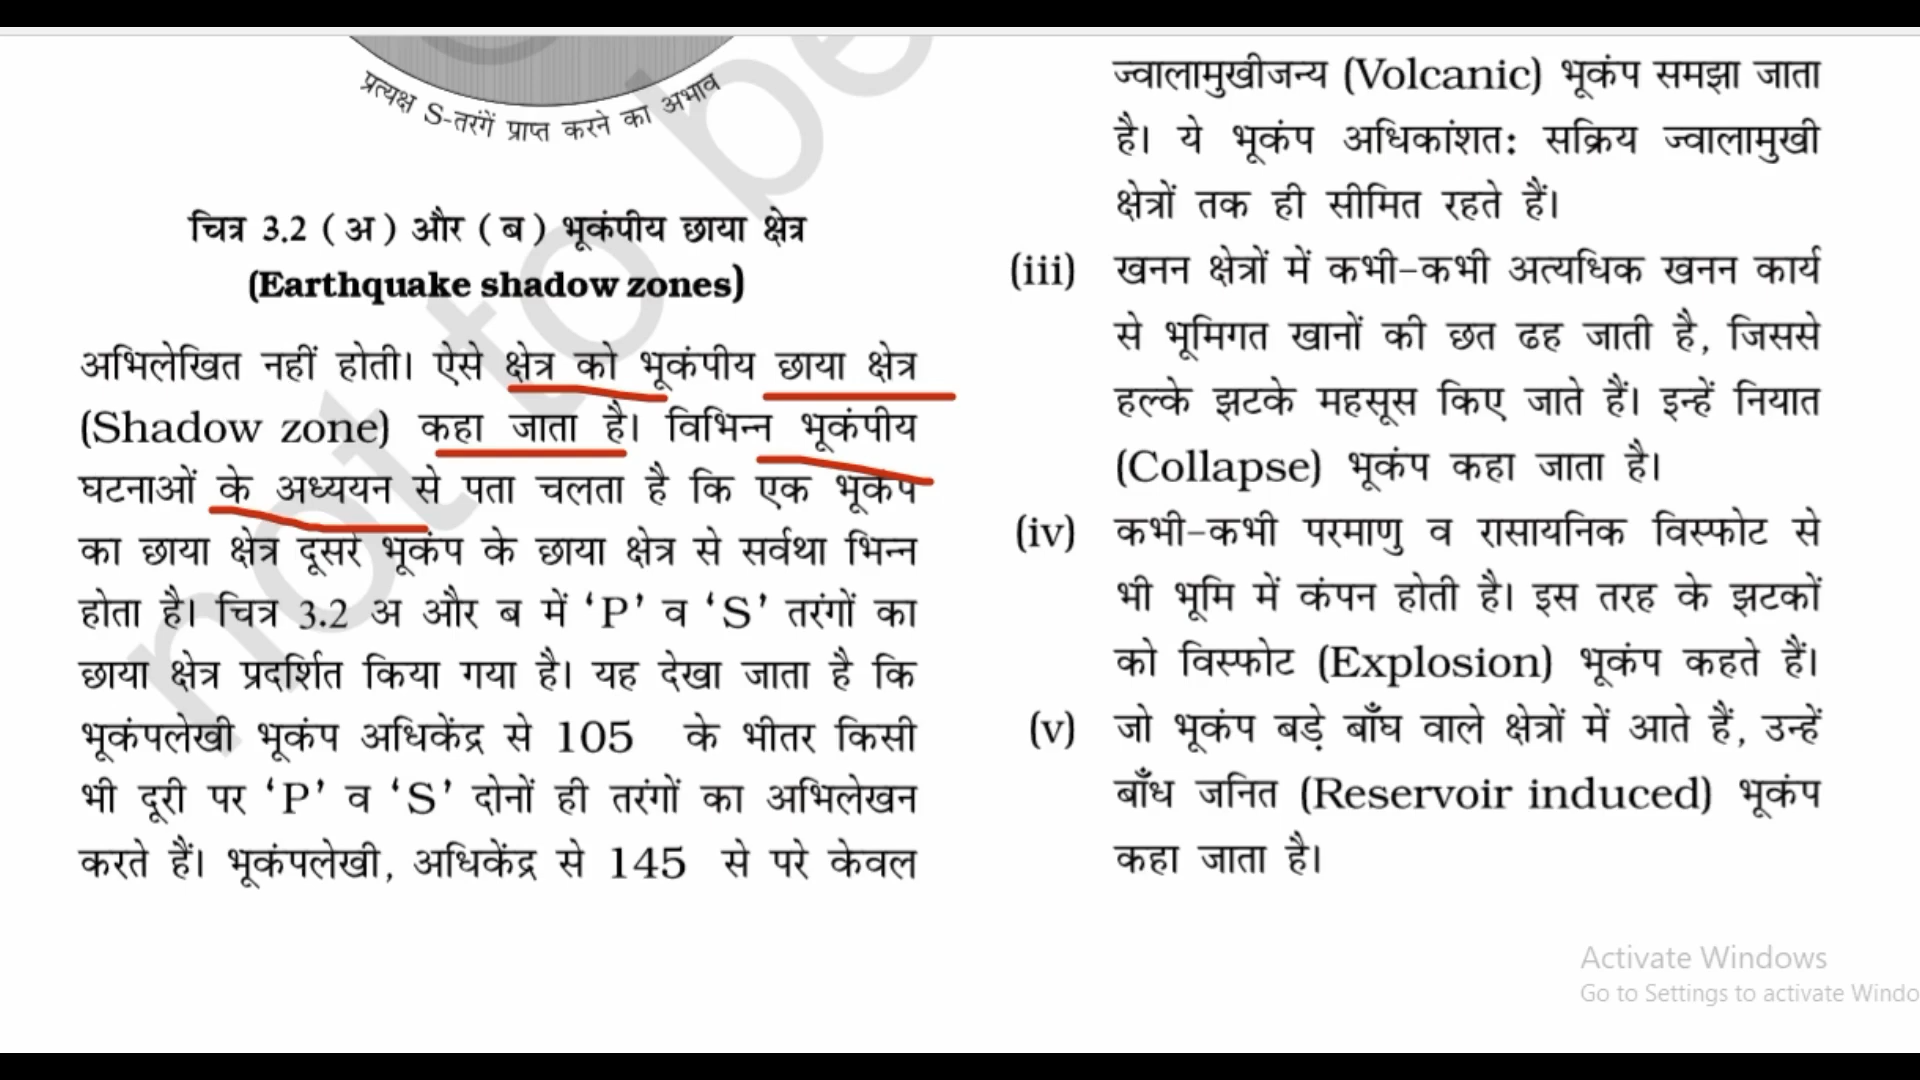 प्रत्यक्ष S-तरंगें प्राप्त करने का अभाव
चित्र 3.2 ( अ ) और ( ब ) भूकंपीय छाया क्षेत्र
(Earthquake shadow zones)
अभिलेखित नहीं होती। ऐसे क्षेत्र को भूकंपीय छाया क्षेत्र
(Shadow zone) कहा जाता है। विभिन्न भूकंपीय
घटनाओं के अध्ययन से पता चलता है कि एक भूकंप
का छाया क्षेत्र दूसरे भूकंप के छाया क्षेत्र से सर्वथा भिन्न
होता है। चित्र 3.2 अ और ब में ‘P’ व ‘S’ तरंगों का
छाया क्षेत्र प्रदर्शित किया गया है। यह देखा जाता है कि
भूकंपलेखी भूकंप अधिकेंद्र से 105 के भीतर किसी
भी दूरी पर ‘P’ व ‘S’ दोनों ही तरंगों का अभिलेखन
करते हैं। भूकंपलेखी, अधिकेंद्र से 145 से परे केवल
ज्वालामुखीजन्य (Volcanic) भूकंप समझा जाता
है। ये भूकंप अधिकांशत: सक्रिय ज्वालामुखी
क्षेत्रों तक ही सीमित रहते हैं।
(iii) खनन क्षेत्रों में कभी-कभी अत्यधिक खनन कार्य
से भूमिगत खानों की छत ढह जाती है, जिससे
हल्के झटके महसूस किए जाते हैं। इन्हें नियात
(Collapse) भूकंप कहा जाता है।
(iv) कभी-कभी परमाणु व रासायनिक विस्फोट से
भी भूमि में कंपन होती है। इस तरह के झटकों
को विस्फोट (Explosion) भूकंप कहते हैं।
(v) जो भूकंप बड़े बाँघ वाले क्षेत्रों में आते हैं, उन्हें
बाँध जनित (Reservoir induced) भूकंप
कहा जाता है।
not to be
Activate Windows
Go to Settings to activate Windo